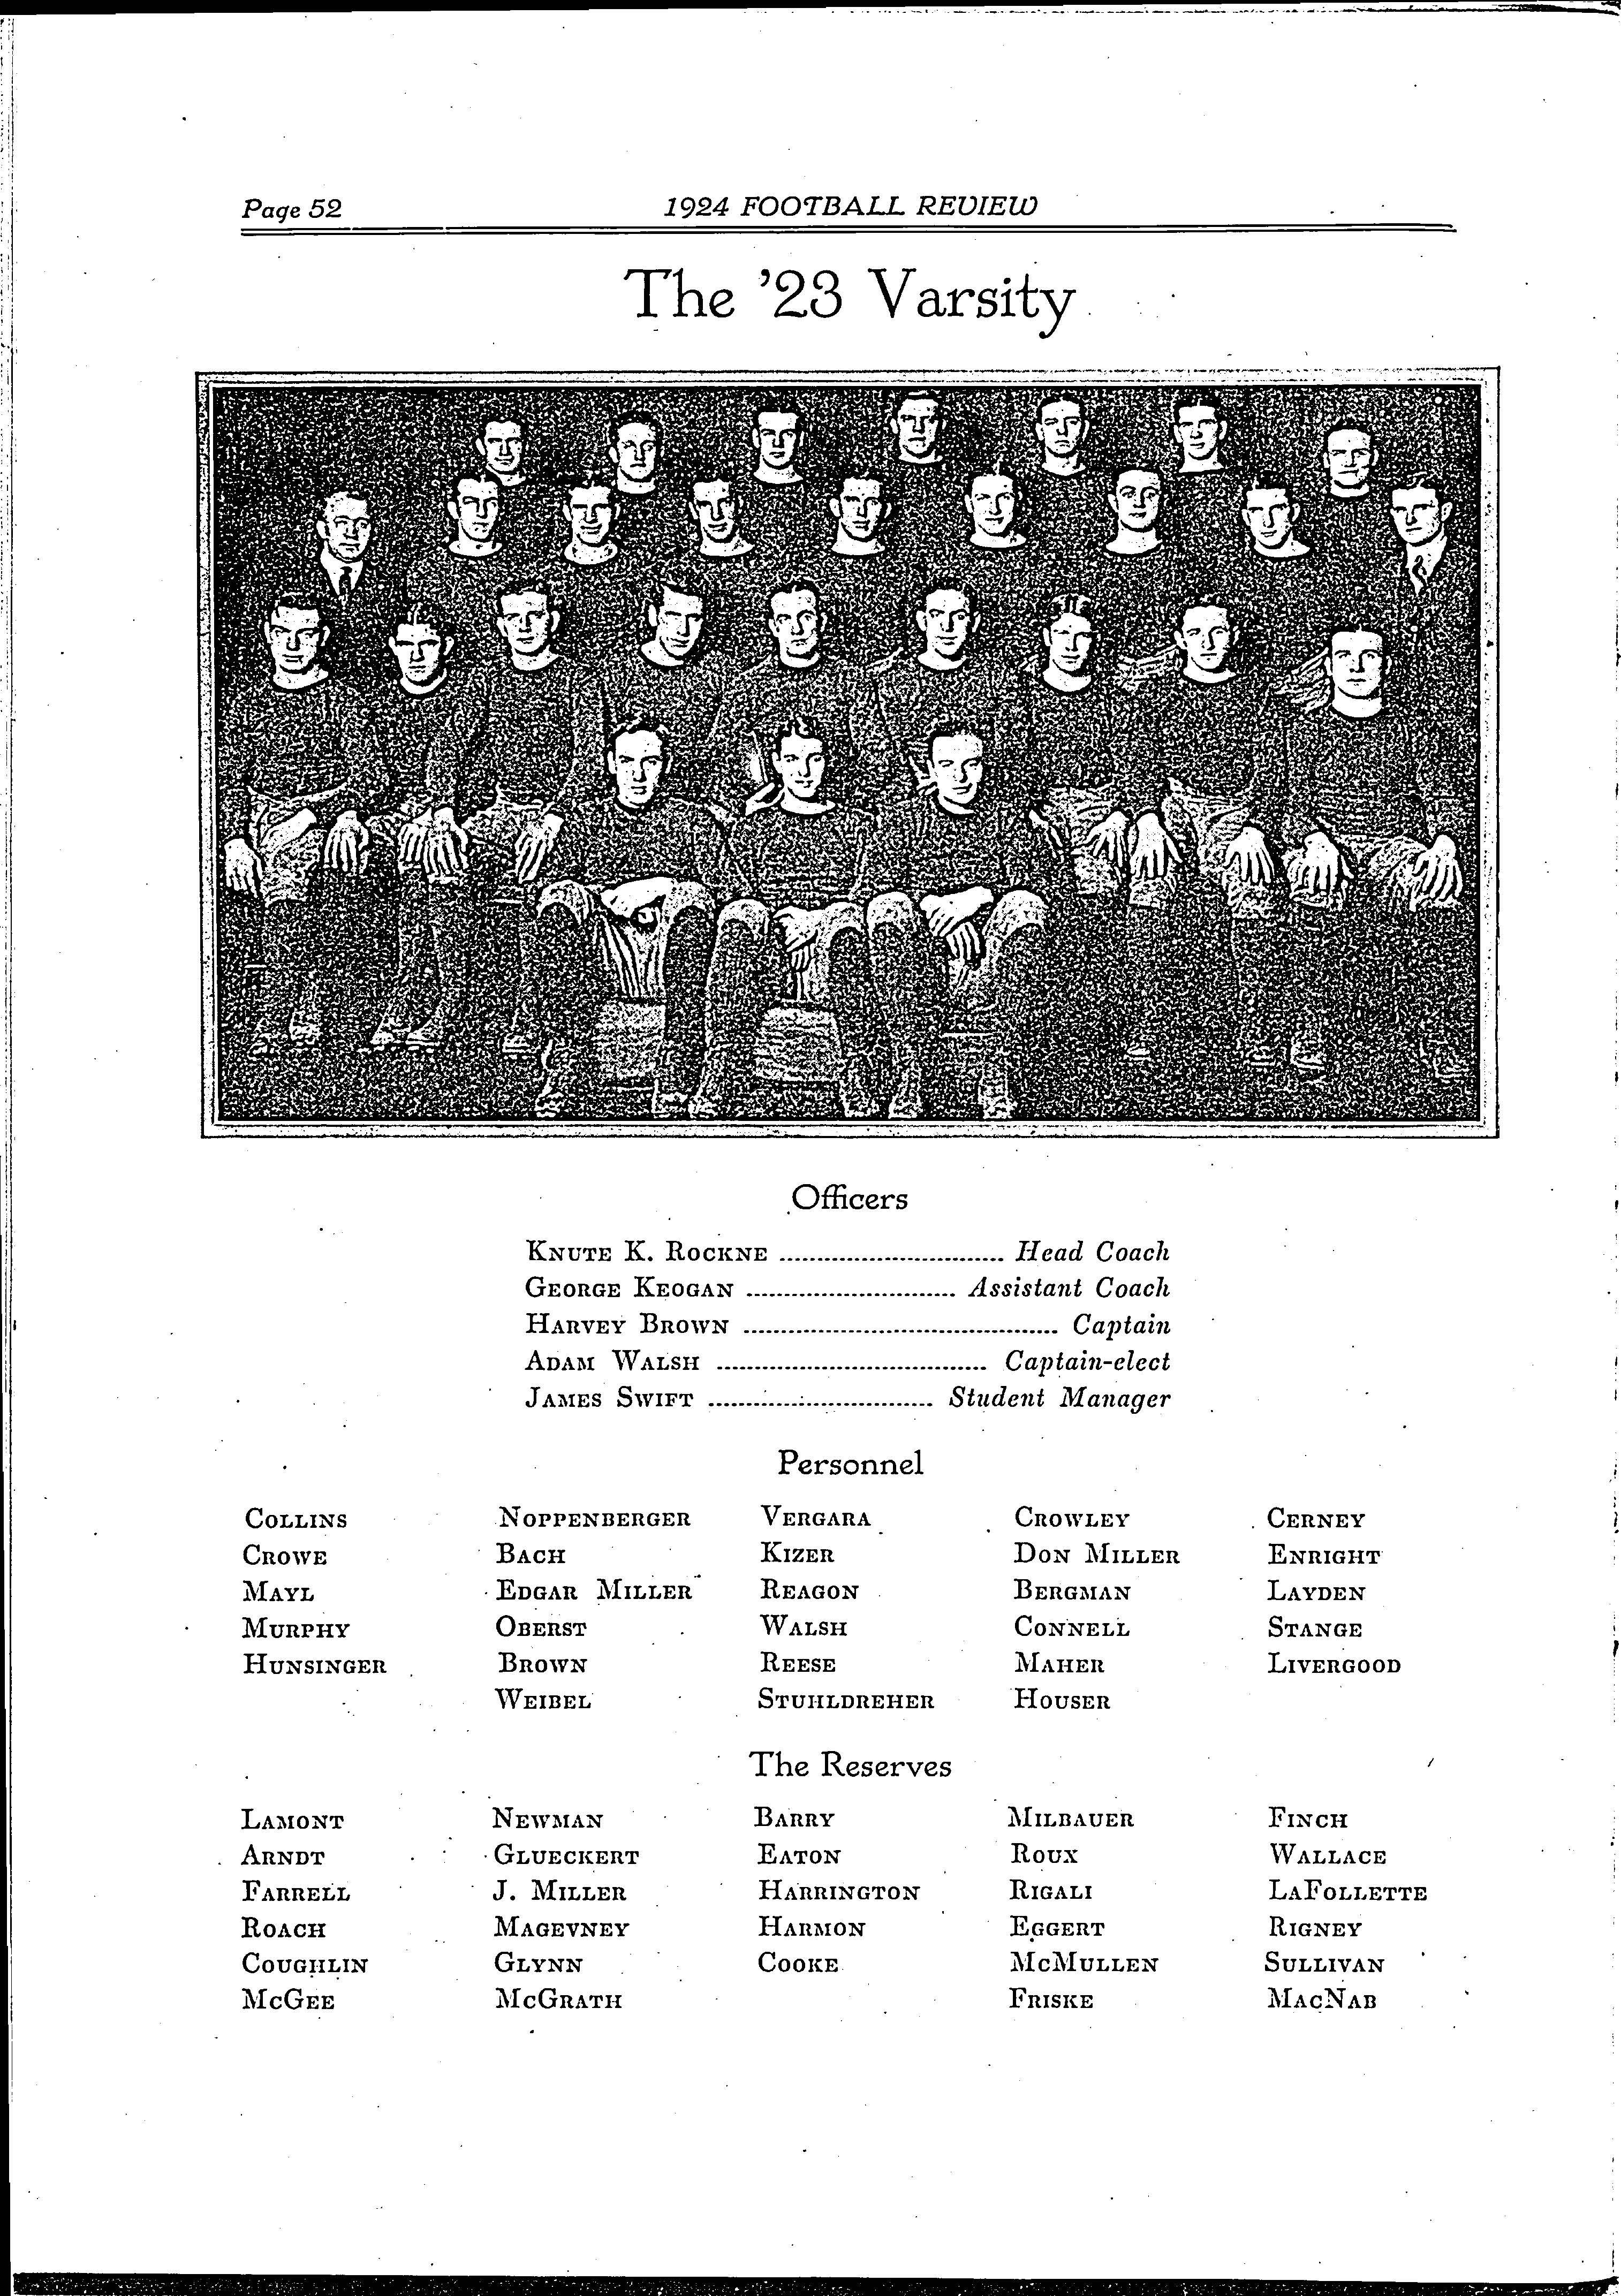 Page 52 1924 FOOTBALL REVIEW
The '23 Varsity
Officers
KNUTE K. ROCKNE ............................... Head Coach
GEORGE KEOGAN ............................ Assistant Coach
HARVEY BROWN .......................................... Captain
ADAM WALSH .................................... Captain-elect
JAMES SWIFT .............................. Student Manager
Personnel
COLLINS NOPPENBERGER VERGARA CROWLEY CERNEY
CROWE BACH KIZER DON MILLER ENRIGHT
MAYL EDGAR MILLER REAGON BERGMAN LAYDEN
MURPHY OBERST WALSH CONNELL STANGE
HUNSINGER BROWN REESE MAHER LIVERGOOD
WEIBEL STUHLDREHER HOUSER
The Reserves
LAMONT NEWMAN BARRY MILBAUER FINCH
ARNDT GLUECKERT EATON ROUX WALLACE
FARRELL J. MILLER HARRINGTON RIGALI LAFOLLETTE
ROACH MAGEVNEY HARMON EGGERT RIGNEY
COUGHLIN GLYNN COOKE McMULLEN SULLIVAN
McGEE McGRATH FRISKE MACNAB